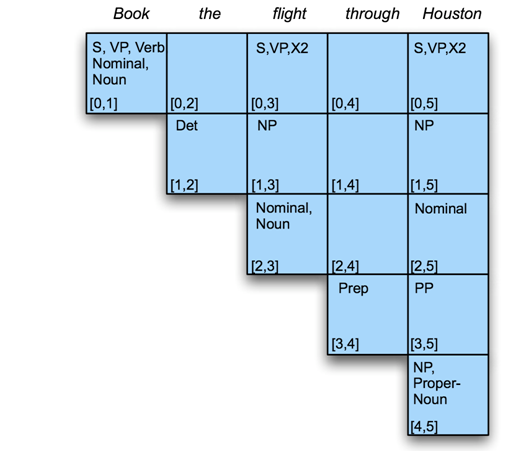 Book the flight through Houston
S, VP, Verb
Nominal,
Noun
[0,1]
[0,2]
S,VP,X2
[0,3]
[0,4]
S,VP,X2
[0,5]
Det
[1,2]
NP
[1,3]
[1,4]
NP
[1,5]
Nominal,
Noun
[2,3]
[2,4]
Nominal
[2,5]
Prep
[3,4]
PP
[3,5]
NP,
Proper-
Noun
[4,5]